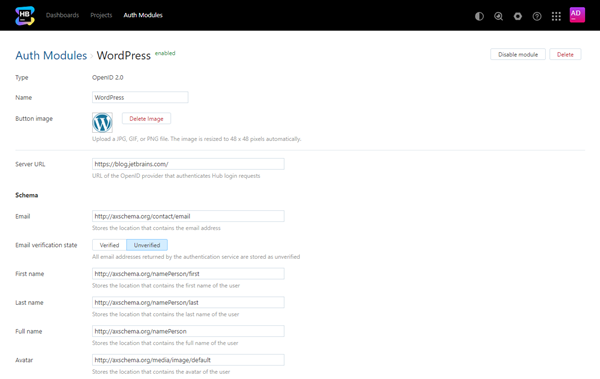 HB
Dashboards Projects Auth Modules
AD
Auth Modules › WordPress enabled
Disable module Delete
Type OpenID 2.0
Name WordPress
Button image Delete Image
Upload a JPG, GIF, or PNG file. The image is resized to 48 x 48 pixels automatically.
Server URL https://blog.jetbrains.com/
URL of the OpenID provider that authenticates Hub login requests
Schema
Email http://axschema.org/contact/email
Stores the location that contains the email address
Email verification state Verified Unverified
All email addresses returned by the authentication service are stored as unverified
First name http://axschema.org/namePerson/first
Stores the location that contains the first name of the user
Last name http://axschema.org/namePerson/last
Stores the location that contains the last name of the user
Full name http://axschema.org/namePerson
Stores the location that contains the full name of the user
Avatar http://axschema.org/media/image/default
Stores the location that contains the avatar of the user